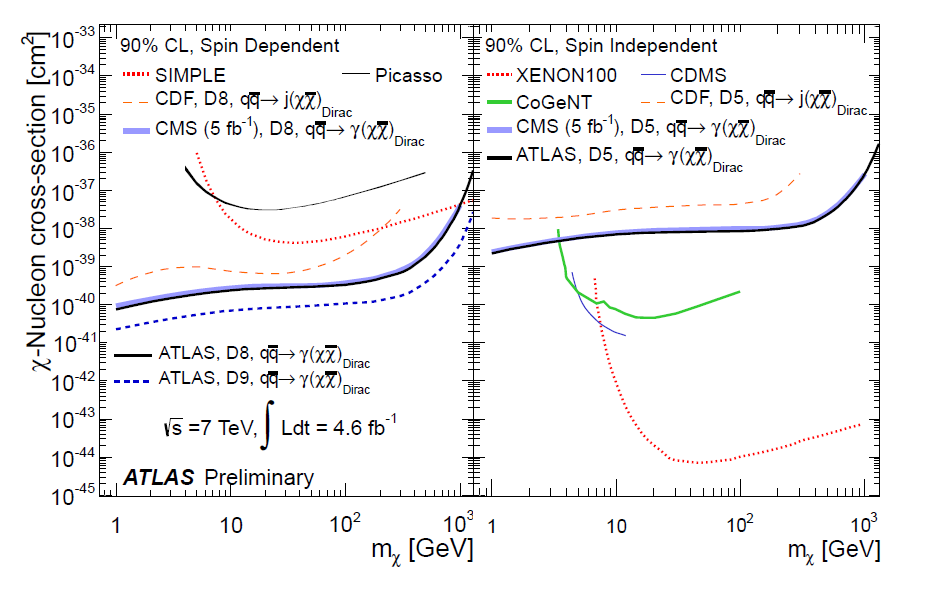 χ-Nucleon cross-section [cm²]
10⁻³³
10⁻³⁴
10⁻³⁵
10⁻³⁶
10⁻³⁷
10⁻³⁸
10⁻³⁹
10⁻⁴⁰
10⁻⁴¹
10⁻⁴²
10⁻⁴³
10⁻⁴⁴
10⁻⁴⁵
90% CL, Spin Dependent
SIMPLE Picasso
CDF, D8, qq̅→ j(χχ̅)Dirac
CMS (5 fb⁻¹), D8, qq̅→ γ(χχ̅)Dirac
ATLAS, D8, qq̅→ γ(χχ̅)Dirac
ATLAS, D9, qq̅→ γ(χχ̅)Dirac
√s =7 TeV, ∫ Ldt = 4.6 fb⁻¹
ATLAS Preliminary
1 10 10² 10³
mχ [GeV]
90% CL, Spin Independent
XENON100 CDMS
CoGeNT CDF, D5, qq̅→ j(χχ̅)Dirac
CMS (5 fb⁻¹), D5, qq̅→ γ(χχ̅)Dirac
ATLAS, D5, qq̅→ γ(χχ̅)Dirac
1 10 10² 10³
mχ [GeV]